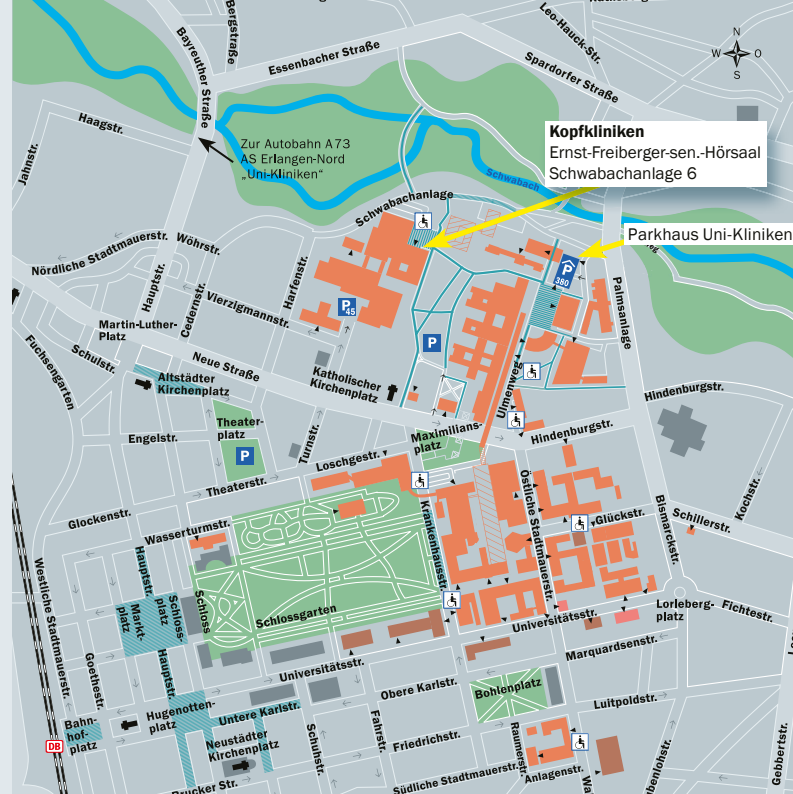 Bayreuther Straße
Bergstraße
Essenbacher Straße
Leo-Hauck-Str.
Spardorfer Straße
N
W
O
S
Haagstr.
Jahnstr.
Zur Autobahn A 73
AS Erlangen-Nord
„Uni-Kliniken“
Kopfkliniken
Ernst-Freiberger-sen.-Hörsaal
Schwabachanlage 6
Schwabach
Schwabachanlage
Parkhaus Uni-Kliniken
P
380
Nördliche Stadtmauerstr.
Wöhrstr.
Hauptstr.
Cedernstr.
Vierzigmannstr.
Harfenstr.
P
45
P
Palmsanlage
Martin-Luther-
Platz
Fuchsengarten
Schulstr.
Neue Straße
Altstädter
Kirchenplatz
Katholischer
Kirchenplatz
Ulmenweg
Hindenburgstr.
Engelstr.
Theater-
platz
P
Turnstr.
Maximilians-
platz
Hindenburgstr.
Loschgestr.
Theaterstr.
Glockenstr.
Wasserturmstr.
Krankenhausstr.
Östliche Stadtmauerstr.
Glückstr.
Bismarckstr.
Schillerstr.
Kochstr.
Westliche Stadtmauerstr.
Hauptstr.
Markt-
platz
Schloss-
platz
Schloss
Schlossgarten
Universitätsstr.
Lorleberg-
platz
Fichtestr.
Goethestr.
Hauptstr.
Universitätsstr.
Marquardsenstr.
Obere Karlstr.
Bohlenplatz
Luitpoldstr.
Bahn-
hof-
platz
DB
Hugenotten-
platz
Untere Karlstr.
Neustädter
Kirchenplatz
Schuhstr.
Fahrstr.
Friedrichstr.
Raumerstr.
Südliche Stadtmauerstr.
Anlagenstr.
Gebbertstr.